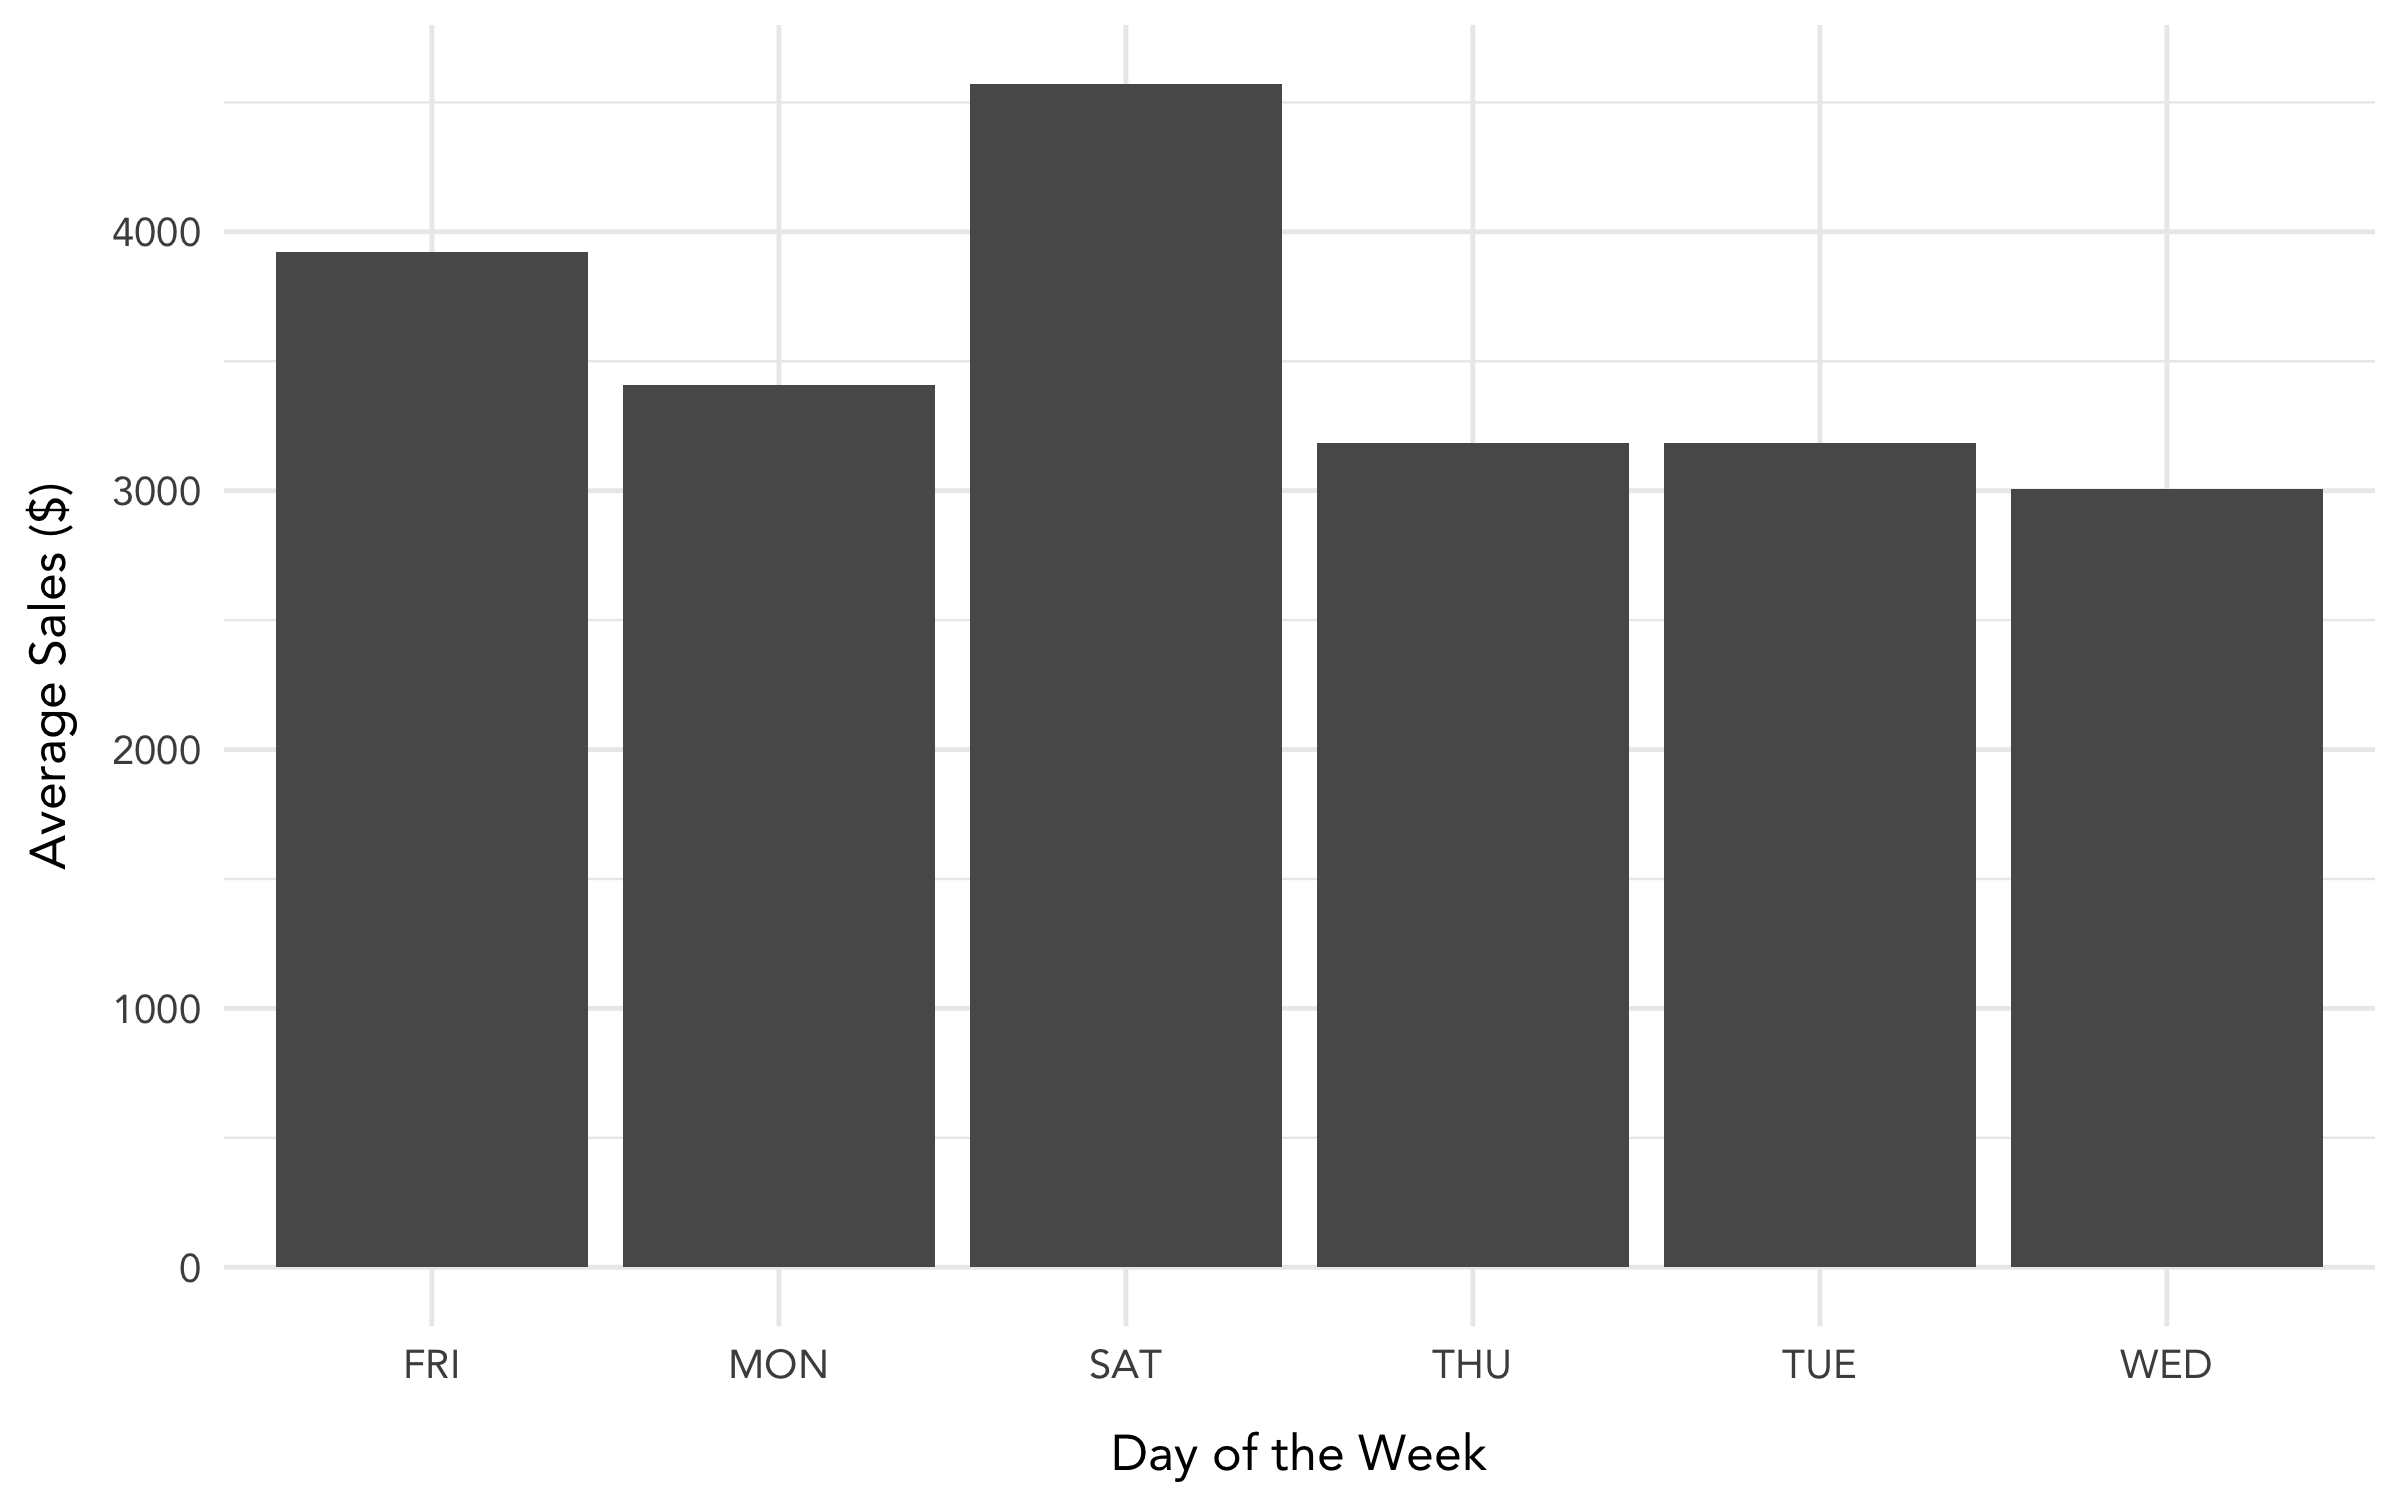 4000
3000
2000
1000
0
Average Sales ($)
FRI MON SAT THU TUE WED
Day of the Week